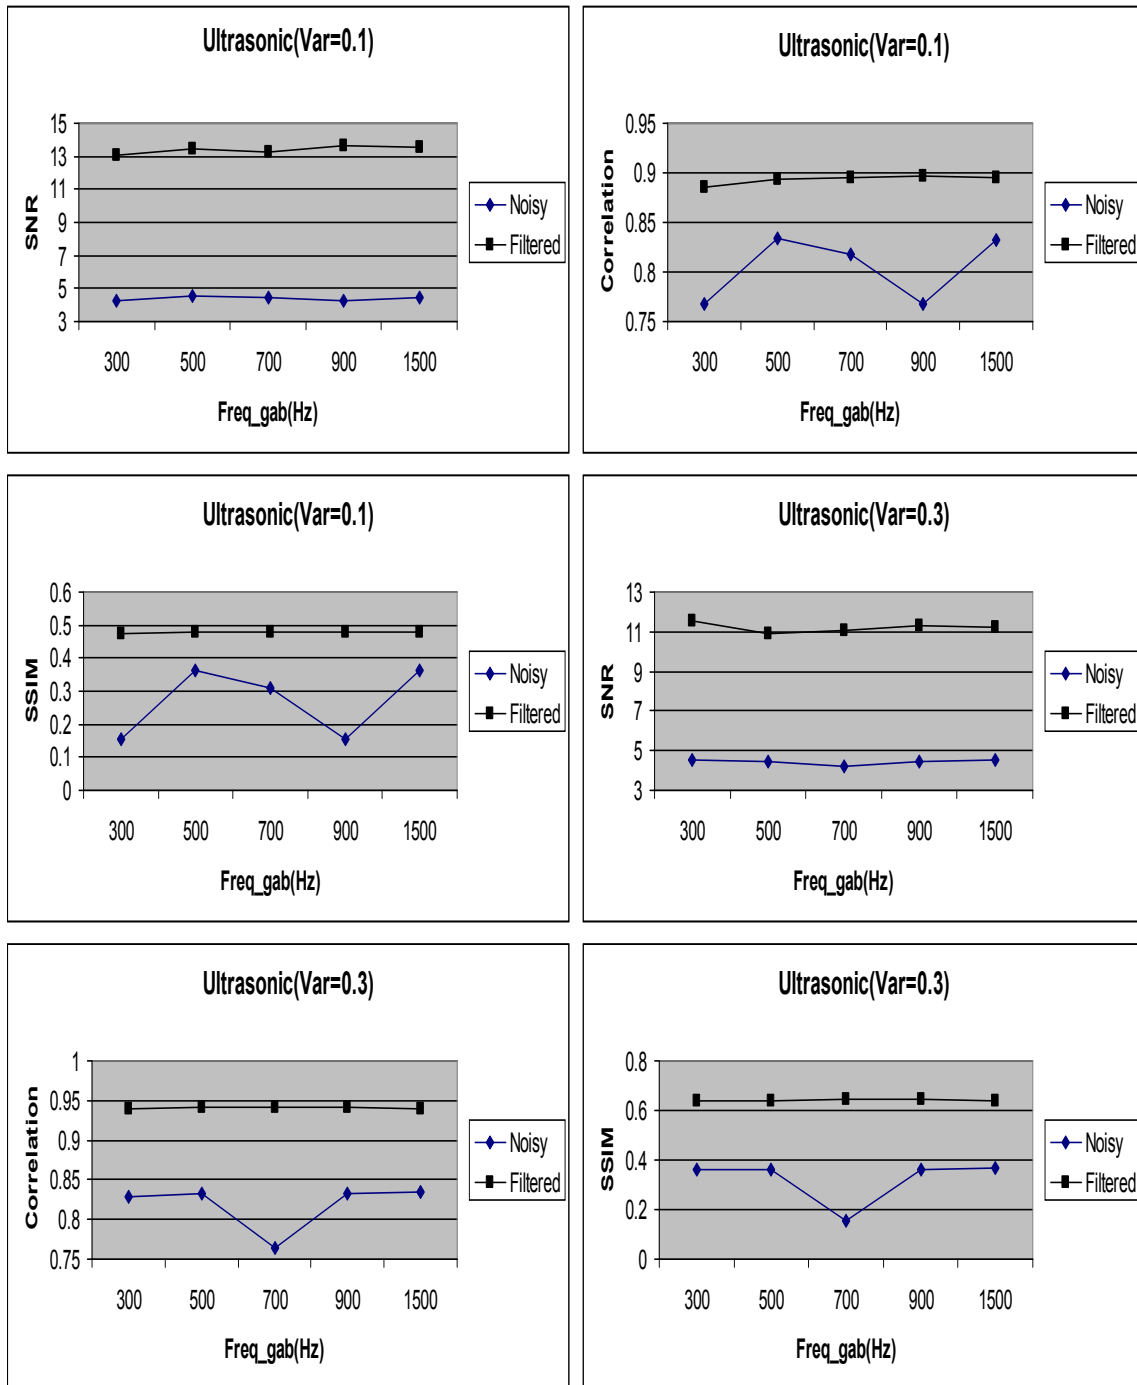 Ultrasonic(Var=0.1)
SNR
15
13
11
9
7
5
3
300 500 700 900 1500
Freq_gab(Hz)
Noisy
Filtered
Ultrasonic(Var=0.1)
Correlation
0.95
0.9
0.85
0.8
0.75
300 500 700 900 1500
Freq_gab(Hz)
Noisy
Filtered
Ultrasonic(Var=0.1)
SSIM
0.6
0.5
0.4
0.3
0.2
0.1
0
300 500 700 900 1500
Freq_gab(Hz)
Noisy
Filtered
Ultrasonic(Var=0.3)
SNR
13
11
9
7
5
3
300 500 700 900 1500
Freq_gab(Hz)
Noisy
Filtered
Ultrasonic(Var=0.3)
Correlation
1
0.95
0.9
0.85
0.8
0.75
300 500 700 900 1500
Freq_gab(Hz)
Noisy
Filtered
Ultrasonic(Var=0.3)
SSIM
0.8
0.6
0.4
0.2
0
300 500 700 900 1500
Freq_gab(Hz)
Noisy
Filtered